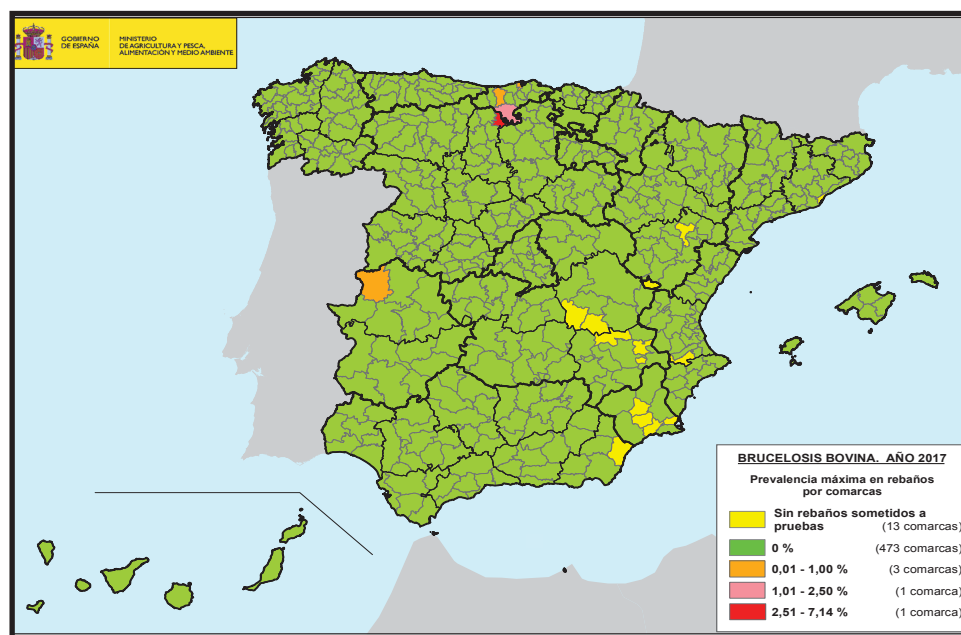 GOBIERNO
DE ESPAÑA
MINISTERIO
DE AGRICULTURA Y PESCA,
ALIMENTACIÓN Y MEDIO AMBIENTE
BRUCELOSIS BOVINA. AÑO 2017
Prevalencia máxima en rebaños
por comarcas
Sin rebaños sometidos a
pruebas (13 comarcas)
0 % (473 comarcas)
0,01 - 1,00 % (3 comarcas)
1,01 - 2,50 % (1 comarca)
2,51 - 7,14 % (1 comarca)